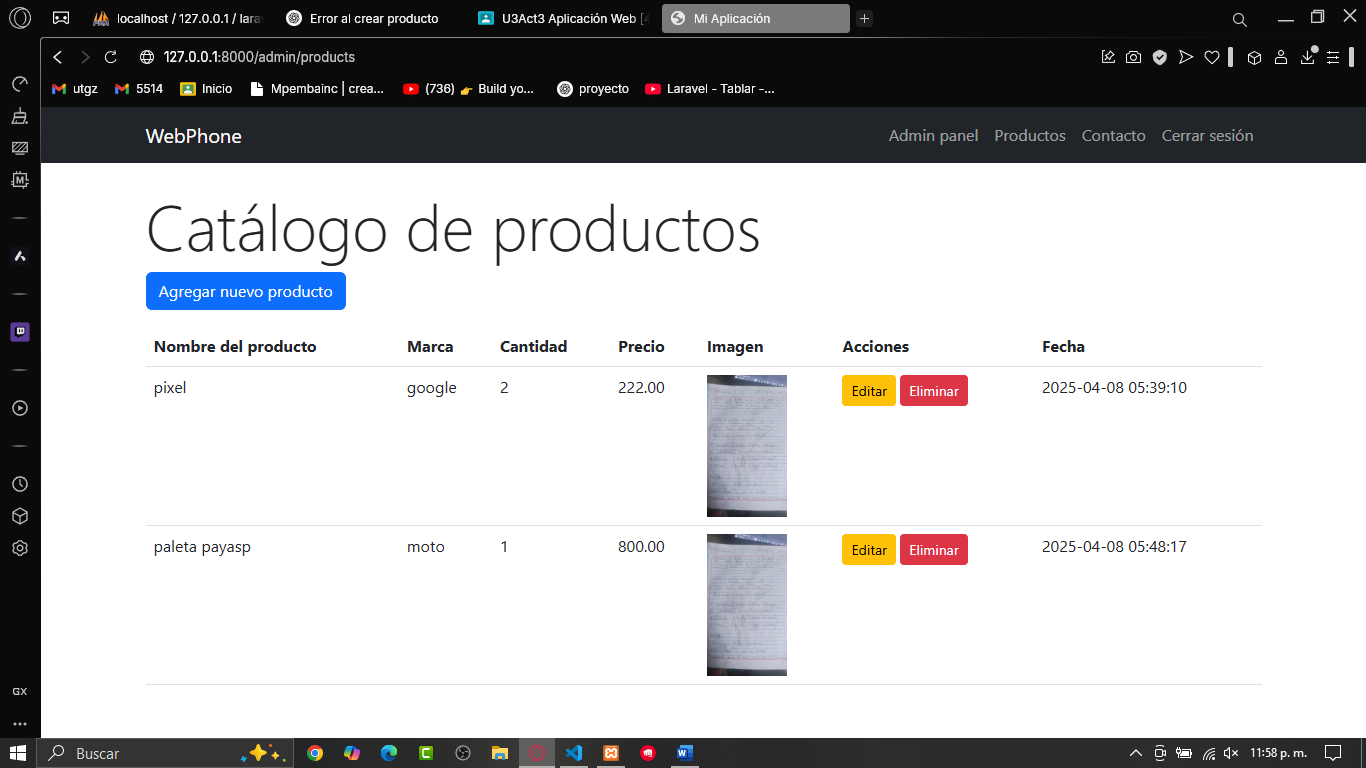 localhost / 127.0.0.1 / lara
Error al crear producto
U3Act3 Aplicación Web [
Mi Aplicación
127.0.0.1:8000/admin/products
utgz
5514
Inicio
Mpembainc | crea...
(736) 👉 Build yo...
proyecto
Laravel - Tablar -...
WebPhone
Admin panel Productos Contacto Cerrar sesión
Catálogo de productos
Agregar nuevo producto
Nombre del producto Marca Cantidad Precio Imagen Acciones Fecha
pixel google 2 222.00 Editar Eliminar 2025-04-08 05:39:10
paleta payasp moto 1 800.00 Editar Eliminar 2025-04-08 05:48:17
GX
Buscar
11:58 p. m.